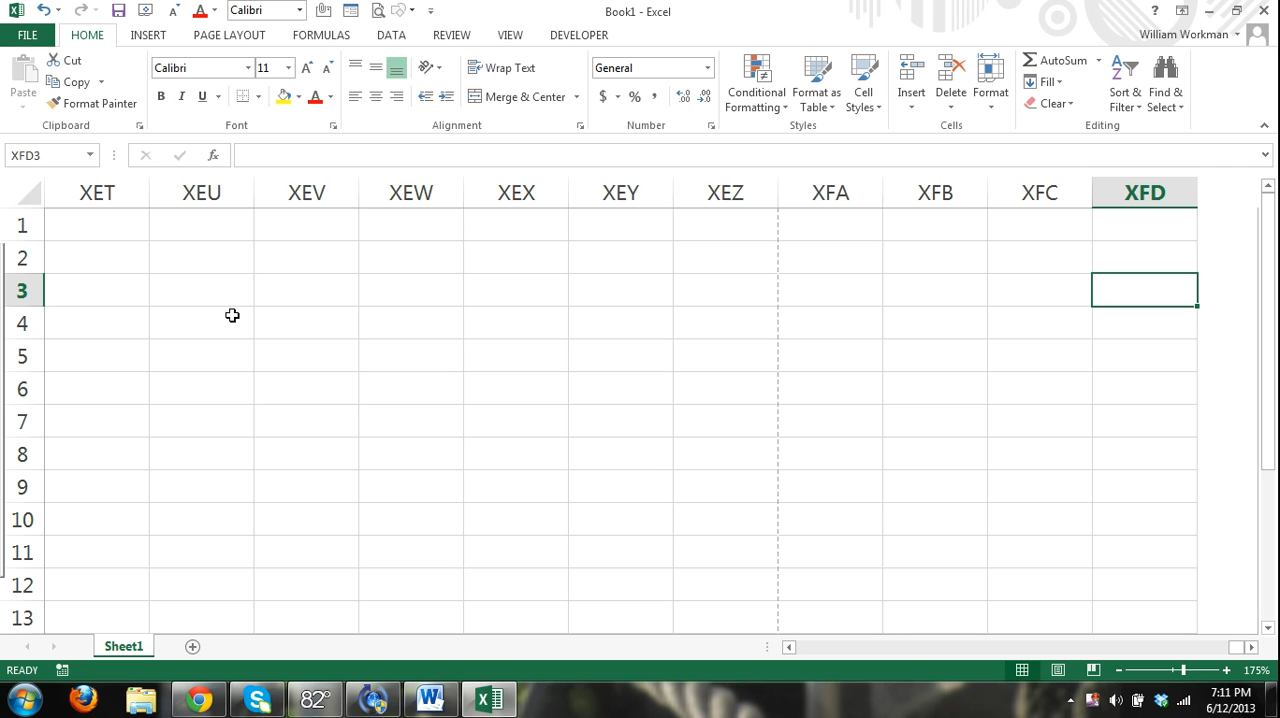 Calibri
Book1 - Excel
?
FILE HOME INSERT PAGE LAYOUT FORMULAS DATA REVIEW VIEW DEVELOPER William Workman
Paste
Cut
Copy
Format Painter
Clipboard
Calibri 11
B I U
Font
Wrap Text
Merge & Center
Alignment
General
$ % ,
Number
Conditional Formatting
Format as Table
Cell Styles
Styles
Insert Delete Format
Cells
AutoSum
Fill
Clear
Sort & Filter
Find & Select
Editing
XFD3 fx
XET XEU XEV XEW XEX XEY XEZ XFA XFB XFC XFD
1
2
3
4
5
6
7
8
9
10
11
12
13
Sheet1
READY 175%
82° 7:11 PM
6/12/2013